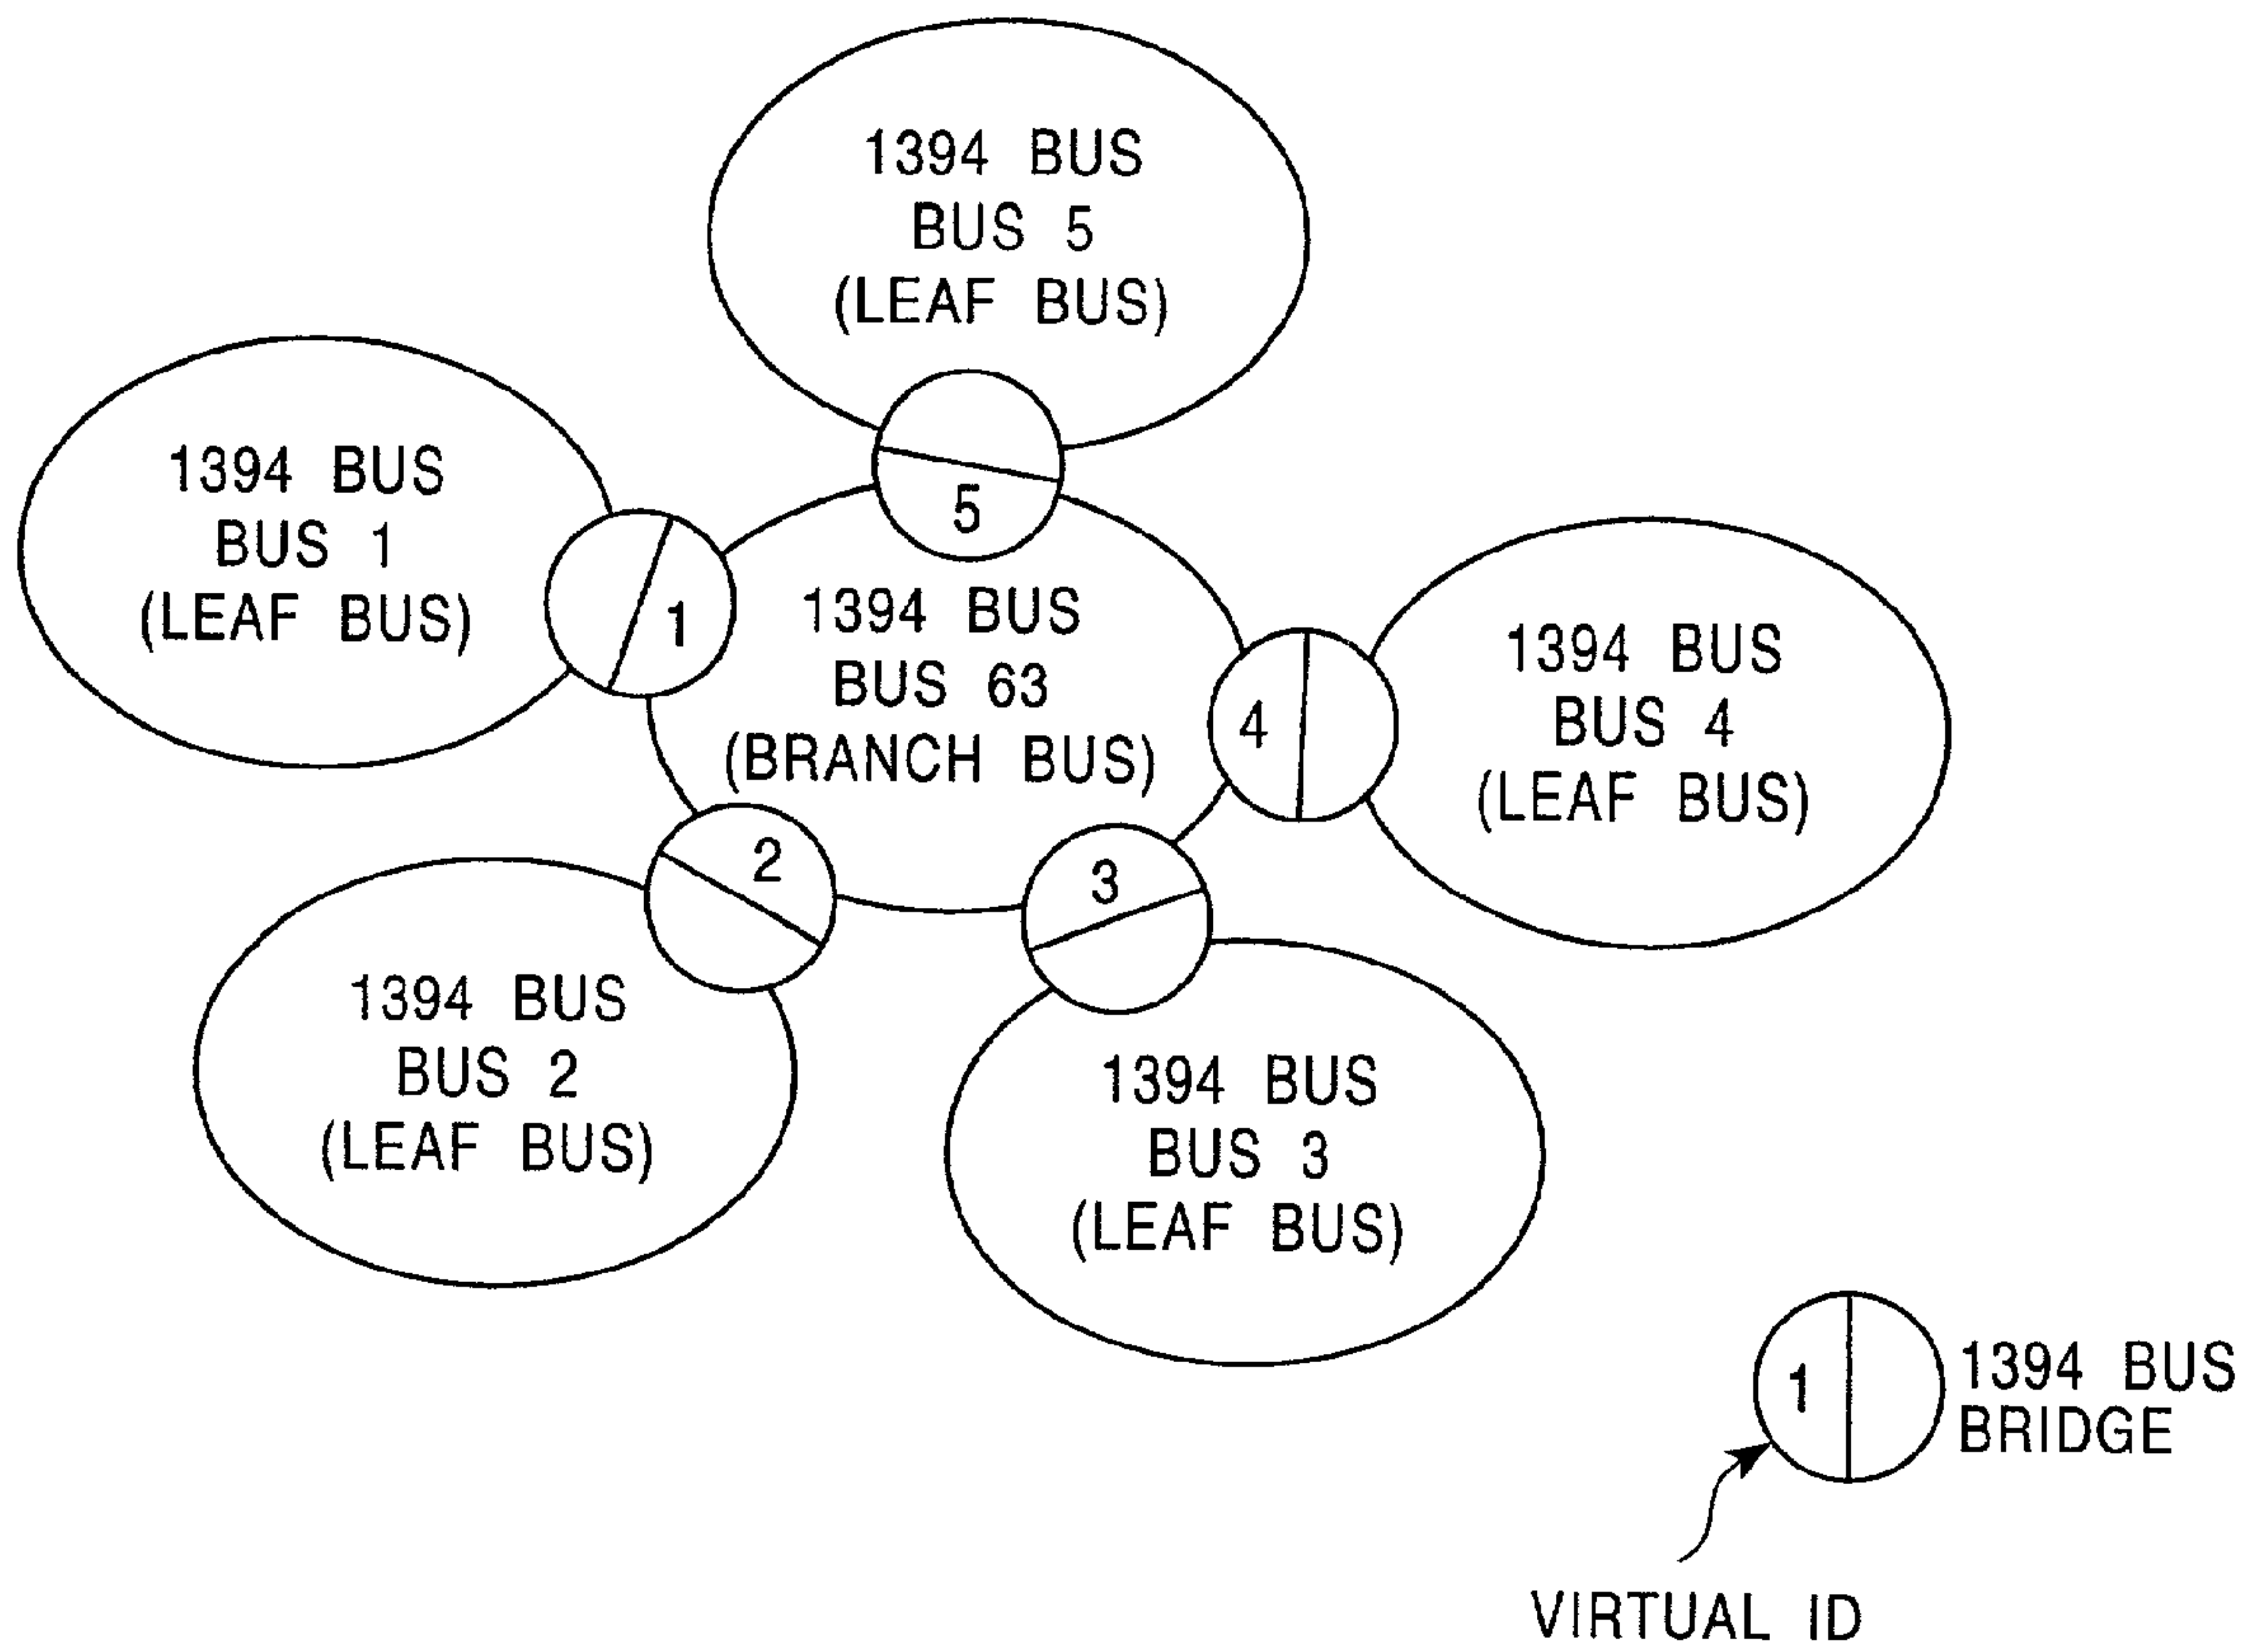 1394 BUS
BUS 5
(LEAF BUS)
1394 BUS
BUS 1
(LEAF BUS)
5
1
1394 BUS
BUS 63
(BRANCH BUS)
4
1394 BUS
BUS 4
(LEAF BUS)
2
3
1394 BUS
BUS 2
(LEAF BUS)
1394 BUS
BUS 3
(LEAF BUS)
1
1394 BUS
BRIDGE
VIRTUAL ID